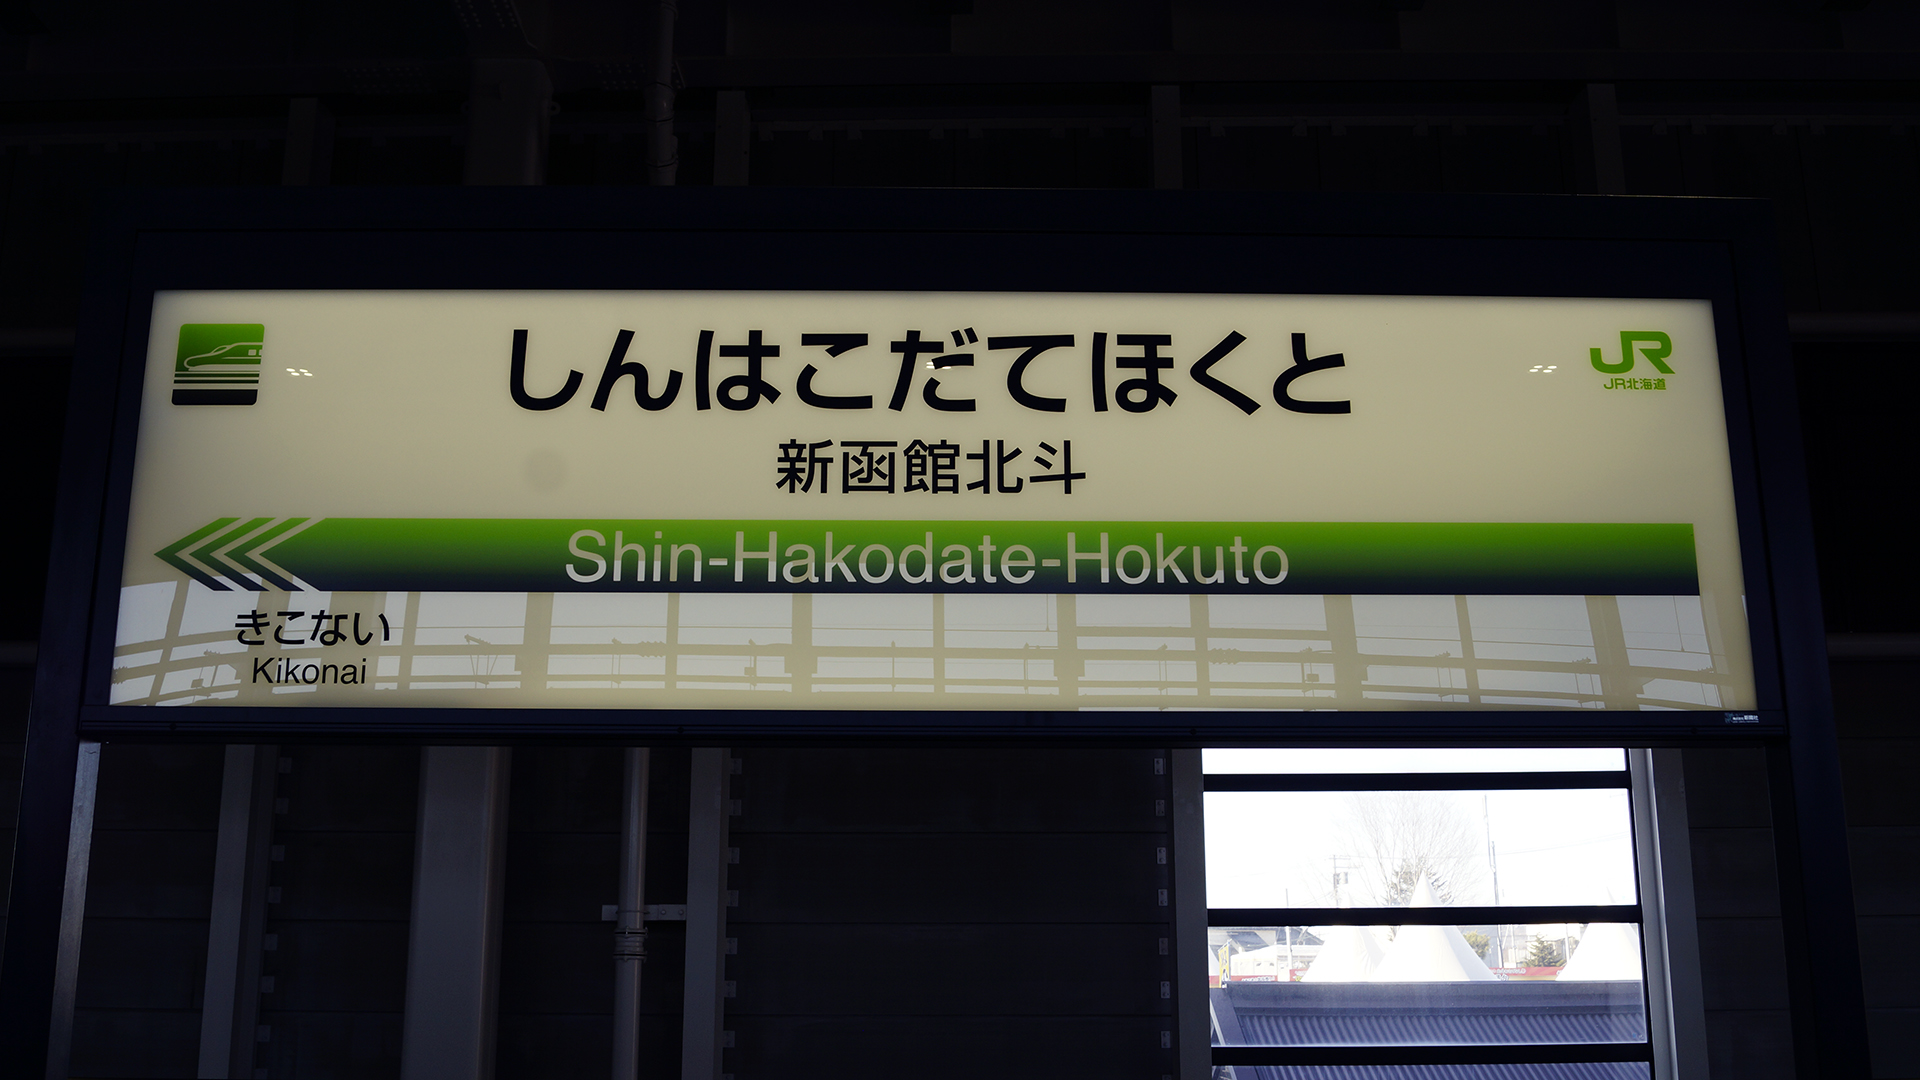 しんはこだてほくと
JR北海道
新函館北斗
Shin-Hakodate-Hokuto
きこない
Kikonai